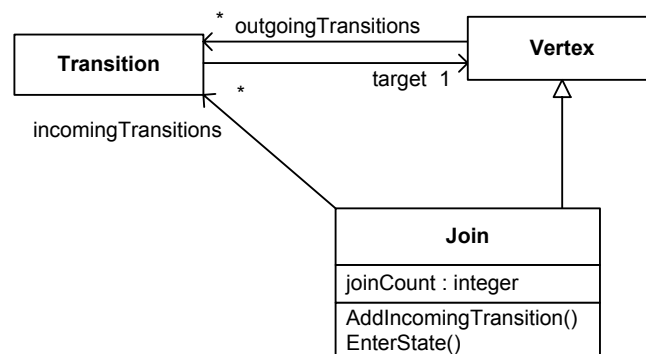 * outgoingTransitions
Vertex
Transition
target 1
*
incomingTransitions
Join
joinCount : integer
AddIncomingTransition()
EnterState()